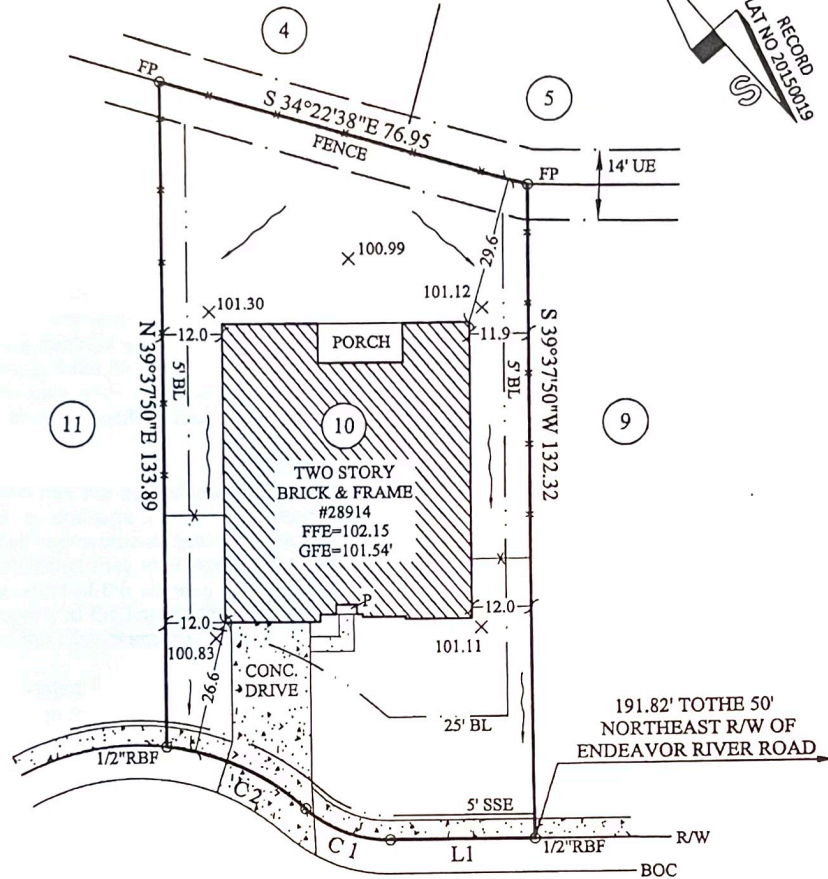 4
RECORD
LAT NO 20150019
S
5
FP
S 34°22'38"E 76.95
FENCE
FP
14' UE
100.99
29.6
101.30
101.12
12.0
PORCH
11.9
N 39°37'50"E 133.89
5' BL
5' BL
S 39°37'50"W 132.32
11
10
9
TWO STORY
BRICK & FRAME
#28914
FFE=102.15
GFE=101.54'
P
12.0
12.0
100.83
101.11
26.6
CONC.
DRIVE
25' BL
191.82' TOTHE 50'
NORTHEAST R/W OF
ENDEAVOR RIVER ROAD
1/2"RBF
C2
5' SSE
C1
L1
1/2"RBF
R/W
BOC